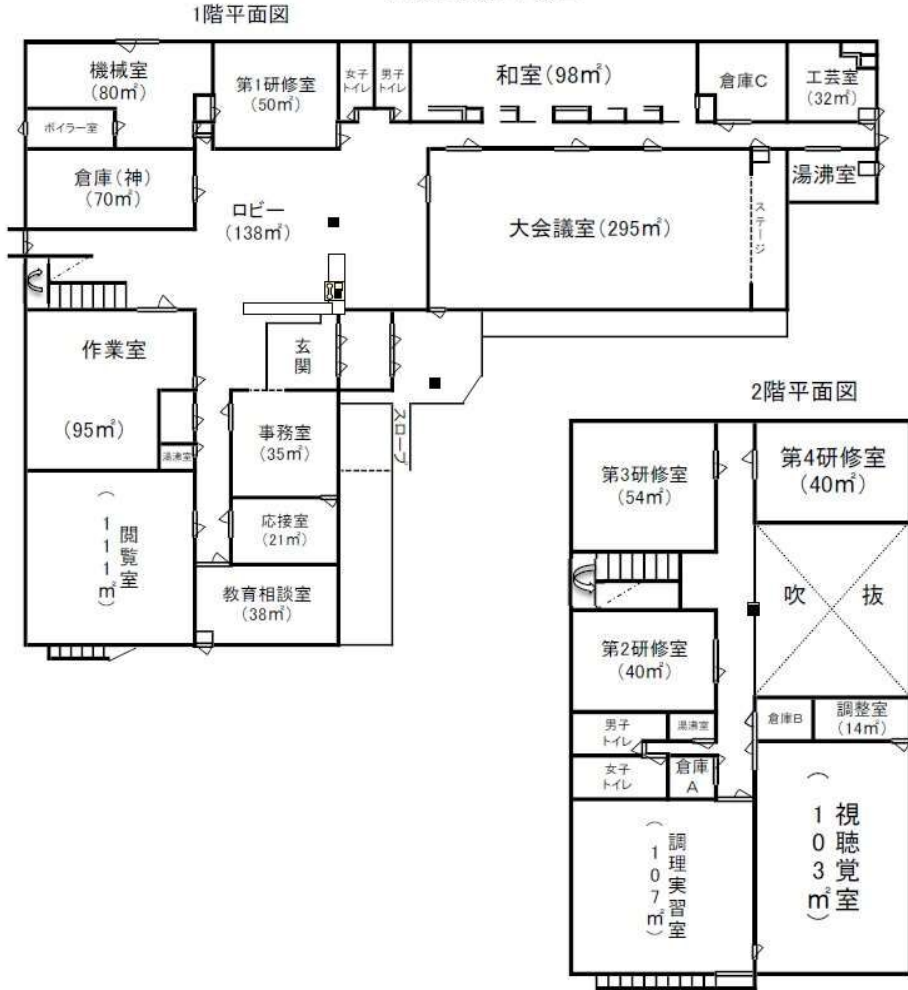 1階平面図
機械室
(80㎡)
ボイラー室
第1研修室
(50㎡)
女子
トイレ
男子
トイレ
和室(98㎡)
倉庫C
工芸室
(32㎡)
倉庫(神)
(70㎡)
ロビー
(138㎡)
大会議室(295㎡)
ステージ
湯沸室
作業室
(95㎡)
湯沸室
玄関
スロープ
事務室
(35㎡)
閲覧室
(111㎡)
応接室
(21㎡)
教育相談室
(38㎡)
2階平面図
第3研修室
(54㎡)
第4研修室
(40㎡)
吹 抜
第2研修室
(40㎡)
男子
トイレ
湯沸室
倉庫B
調整室
(14㎡)
女子
トイレ
倉庫
A
調理実習室
(107㎡)
視聴覚室
(103㎡)